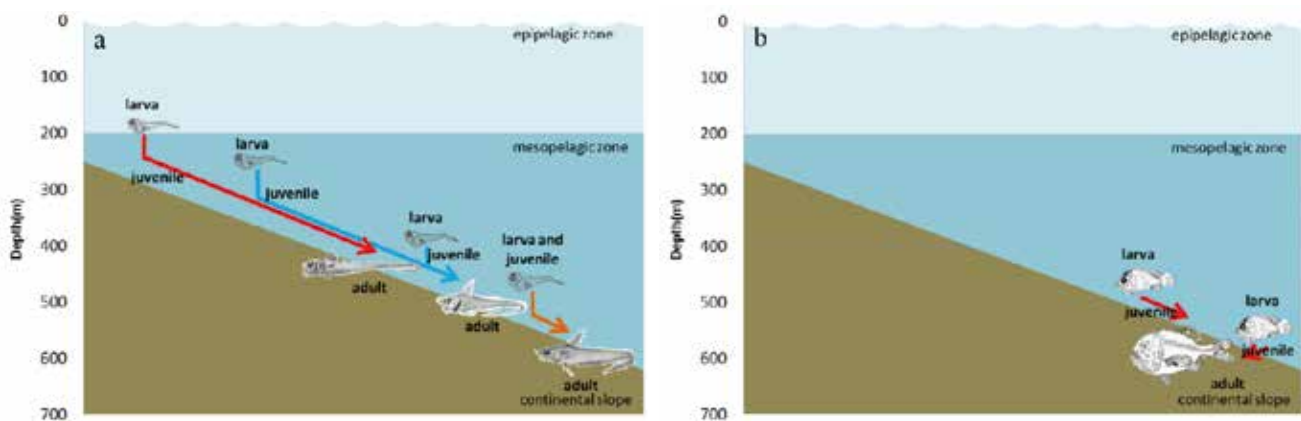 a
0
100
200
300
400
500
600
700
Depth(m)
epipelagic zone
larva
larva
mesopelagic zone
juvenile
juvenile
larva
larva and
juvenile
juvenile
adult
adult
adult
continental slope
b
0
100
200
300
400
500
600
700
Depth(m)
epipelagic zone
mesopelagic zone
larva
larva
juvenile
juvenile
adult
continental slope